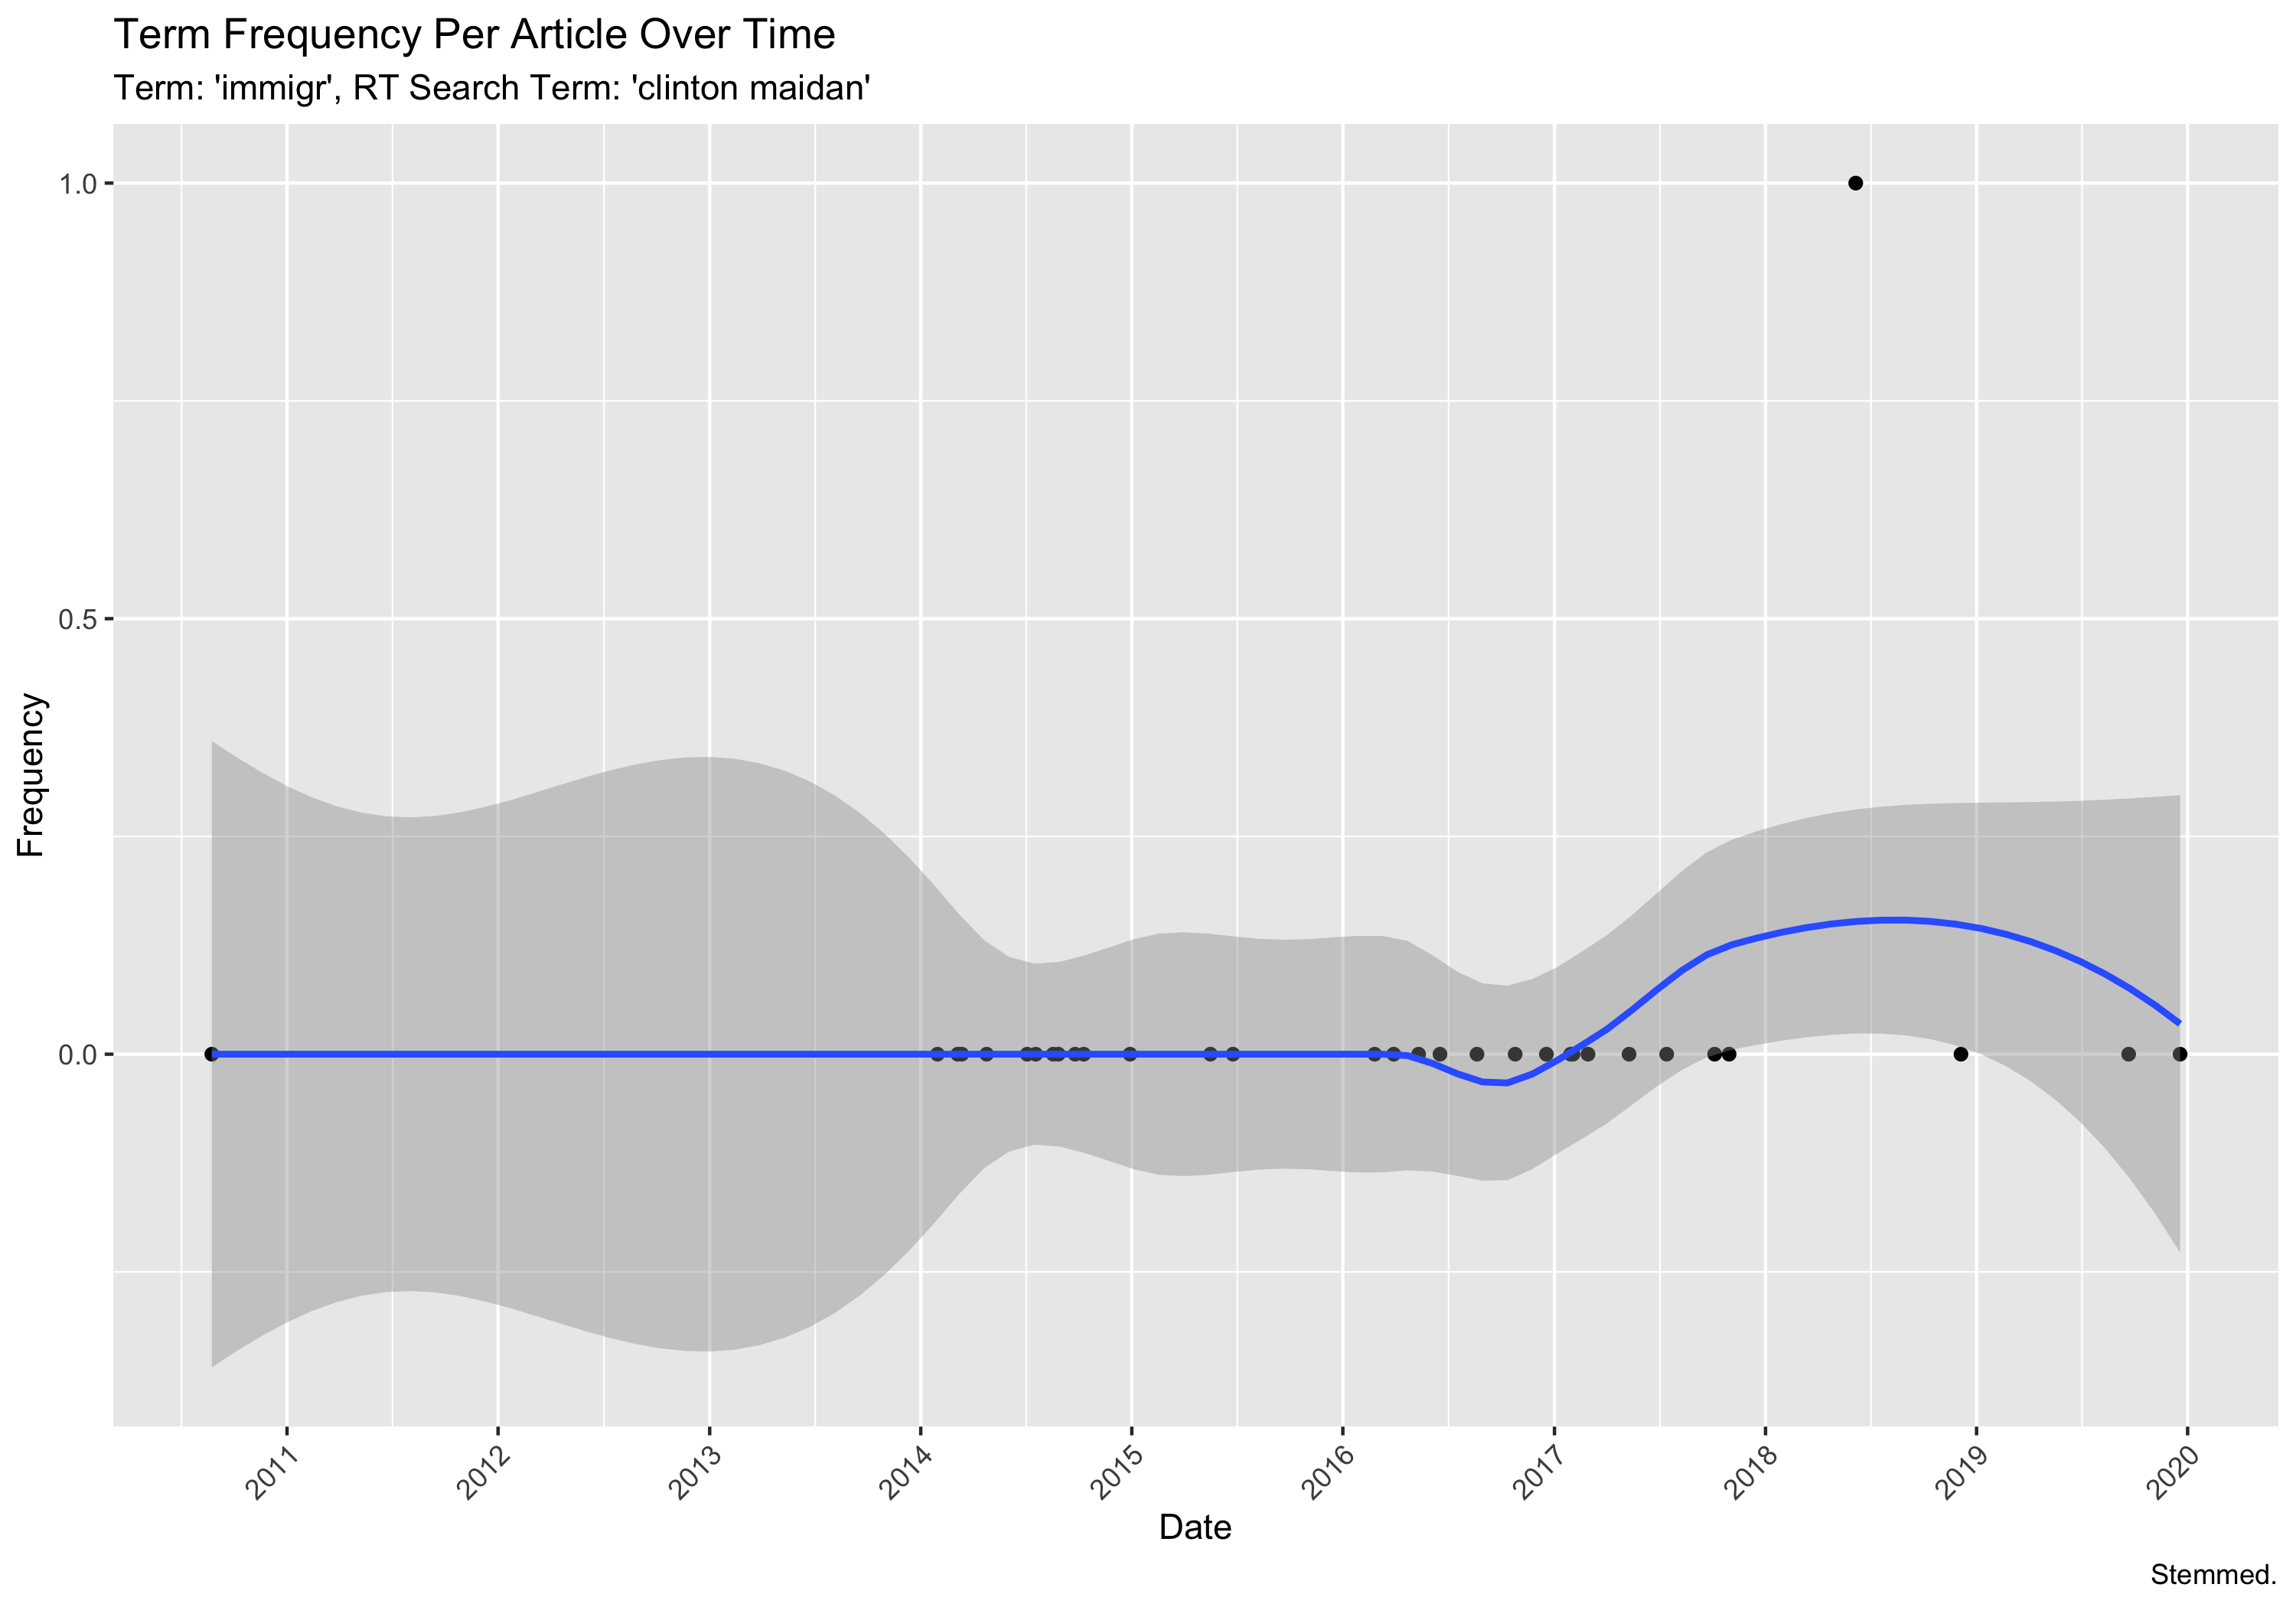 Term Frequency Per Article Over Time
Term: 'immigr', RT Search Term: 'clinton maidan'
1.0
0.5
0.0
Frequency
2011
2012
2013
2014
2015
2016
2017
2018
2019
2020
Date
Stemmed.